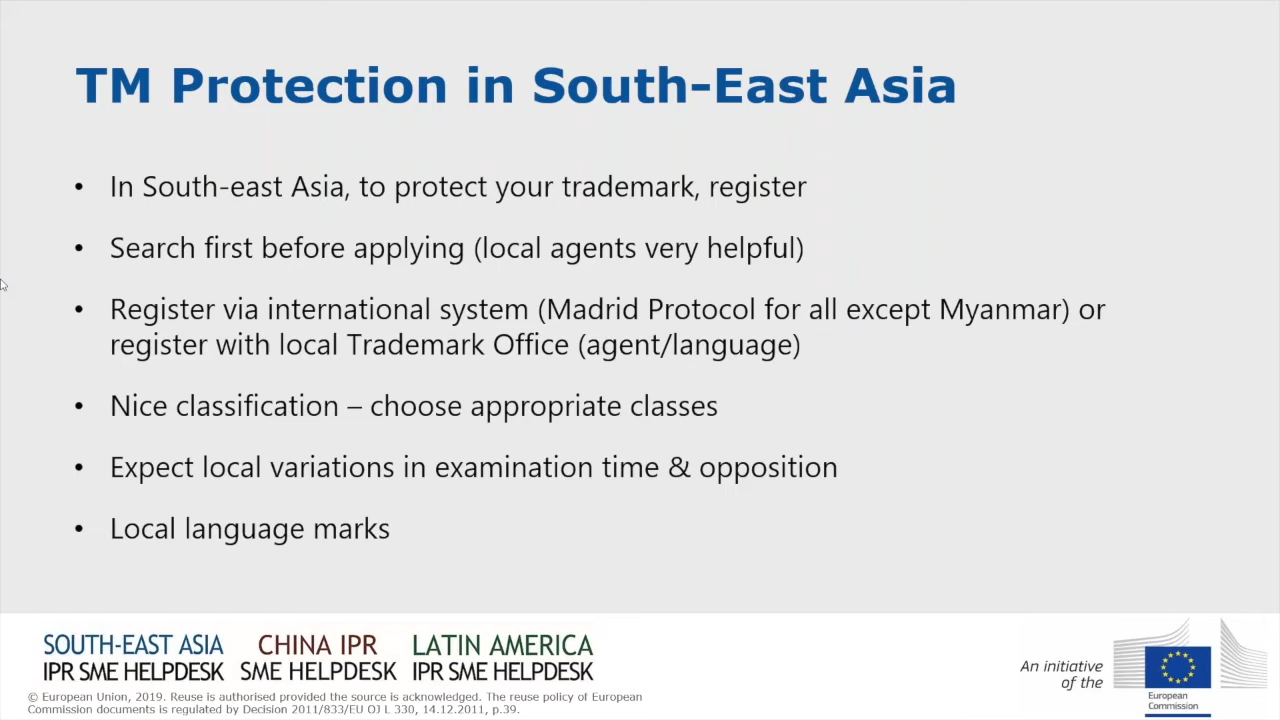 TM Protection in South-East Asia
• In South-east Asia, to protect your trademark, register
• Search first before applying (local agents very helpful)
• Register via international system (Madrid Protocol for all except Myanmar) or
register with local Trademark Office (agent/language)
• Nice classification – choose appropriate classes
• Expect local variations in examination time & opposition
• Local language marks
SOUTH-EAST ASIA
IPR SME HELPDESK
CHINA IPR
SME HELPDESK
LATIN AMERICA
IPR SME HELPDESK
An initiative
of the
European
Commission
© European Union, 2019. Reuse is authorised provided the source is acknowledged. The reuse policy of European
Commission documents is regulated by Decision 2011/833/EU OJ L 330, 14.12.2011, p.39.